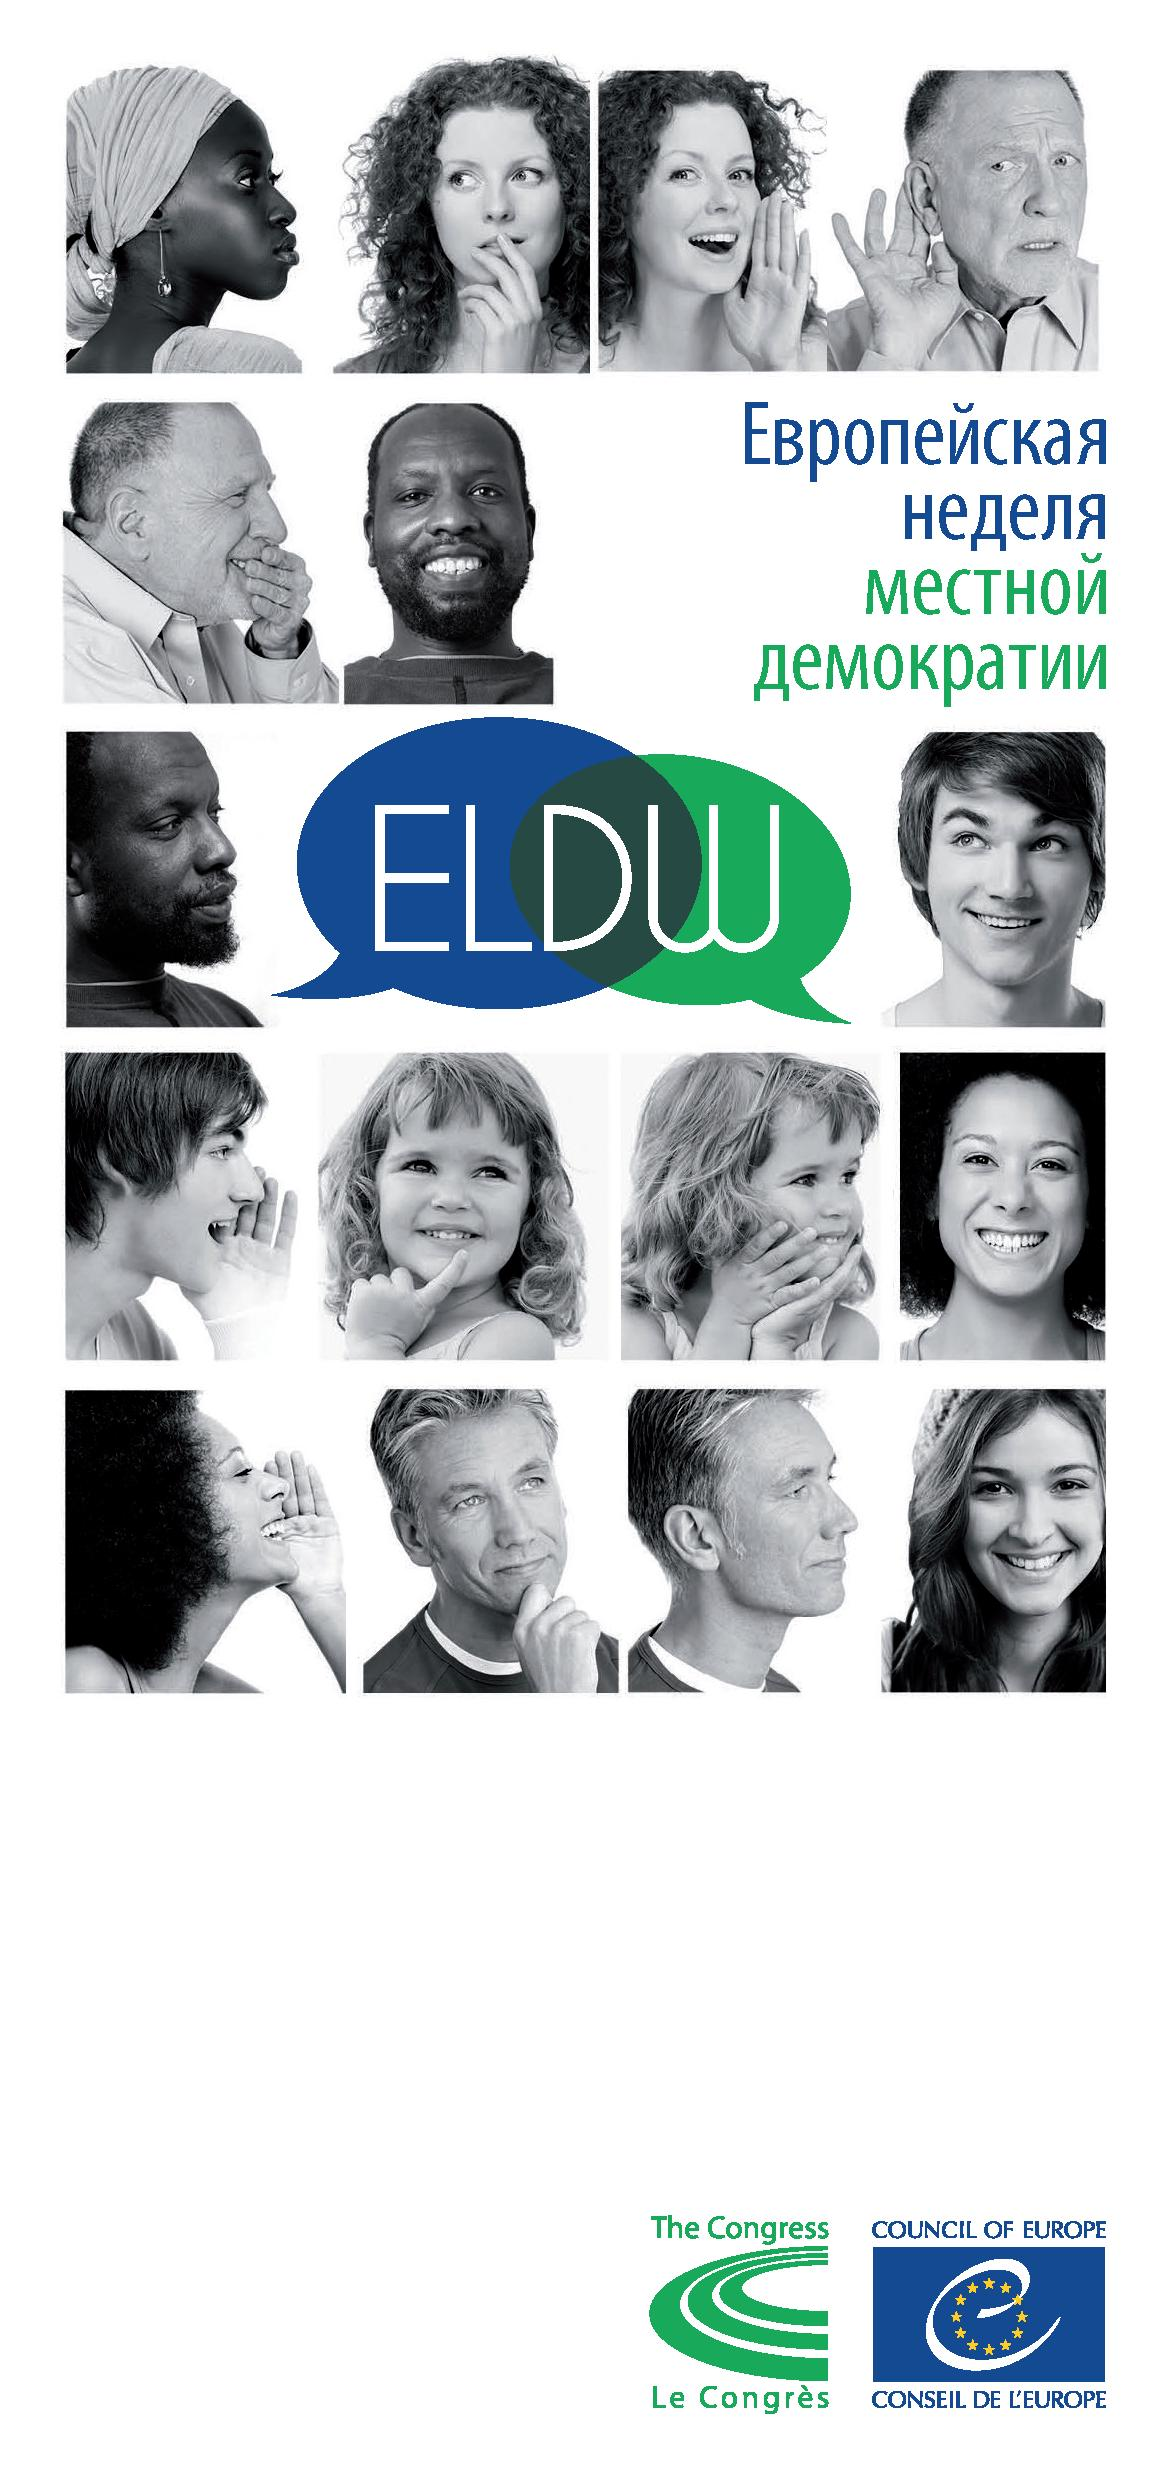 Европейская
неделя
местной
демократии
ELDW
The Congress
Le Congrès
COUNCIL OF EUROPE
CONSEIL DE L'EUROPE